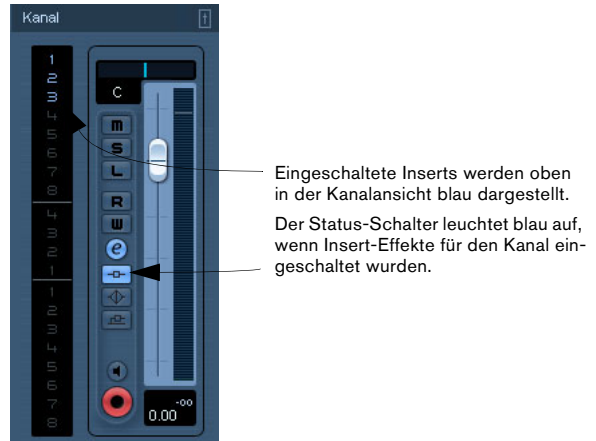 Kanal
1
2
3
4
5
6
7
8
4
3
2
1
1
2
3
4
5
6
7
8
C
m
S
L
R
W
e
-oo
0.00
Eingeschaltete Inserts werden oben
in der Kanalansicht blau dargestellt.
Der Status-Schalter leuchtet blau auf,
wenn Insert-Effekte für den Kanal ein-
geschaltet wurden.